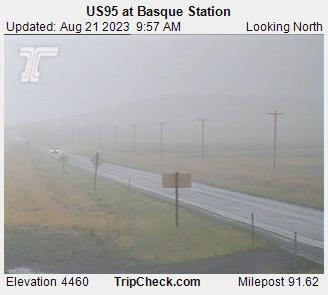 US95 at Basque Station
Updated: Aug 21 2023 9:57 AM Looking North
Elevation 4460 TripCheck.com Milepost 91.62